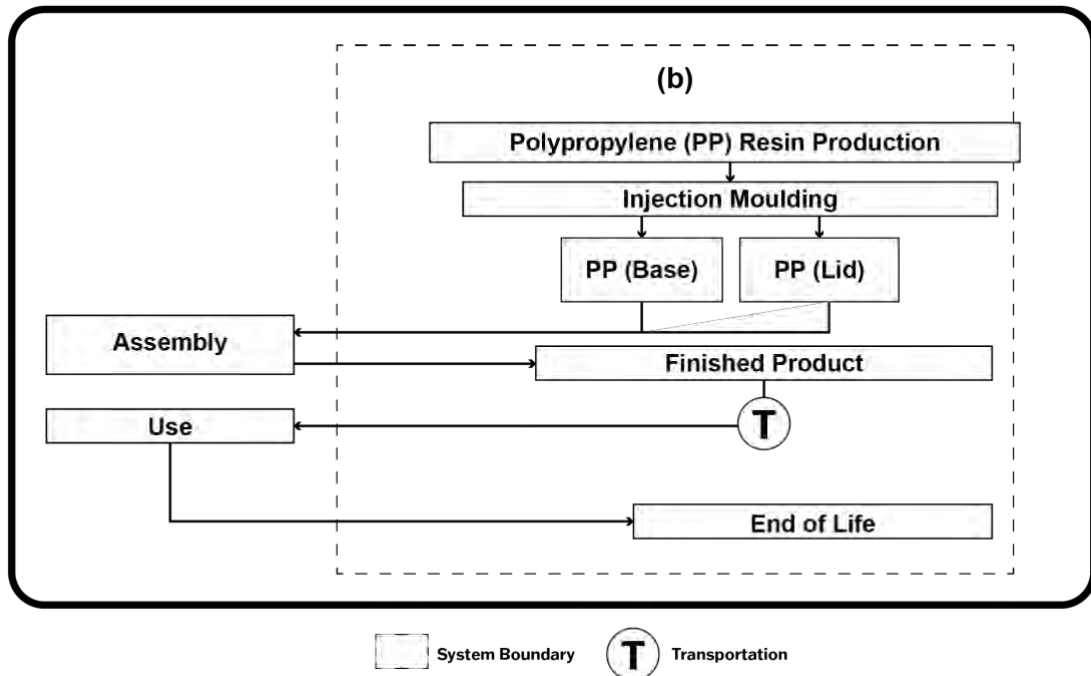 (b)
Polypropylene (PP) Resin Production
Injection Moulding
PP (Base)
PP (Lid)
Assembly
Finished Product
Use
T
End of Life
System Boundary
T
Transportation